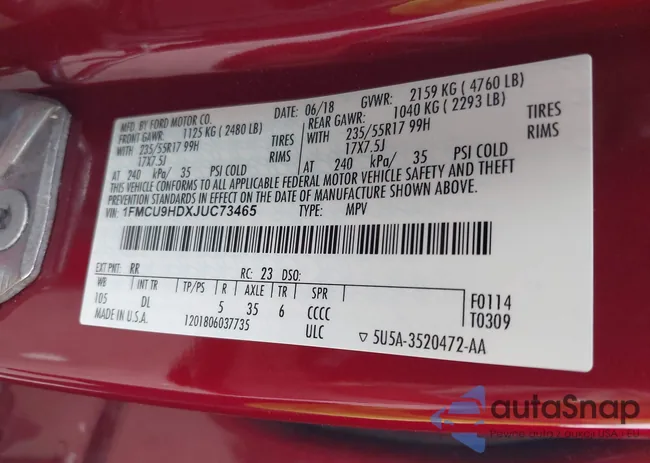 MFD. BY FORD MOTOR CO. DATE: 06/18 GVWR: 2159 KG (4760 LB)
FRONT GAWR: 1125 KG (2480 LB) REAR GAWR: 1040 KG (2293 LB)
WITH 235/55R17 99H TIRES WITH 235/55R17 99H TIRES
17X7.5J RIMS 17X7.5J RIMS
AT 240 kPa/ 35 PSI COLD AT 240 kPa/ 35 PSI COLD
THIS VEHICLE CONFORMS TO ALL APPLICABLE FEDERAL MOTOR VEHICLE SAFETY AND THEFT
PREVENTION STANDARDS IN EFFECT ON THE DATE OF MANUFACTURE SHOWN ABOVE.
VIN: 1FMCU9HDXJUC73465 TYPE: MPV
EXT PNT: RR RC: 23 DSO:
WB INT TR TP/PS R AXLE TR SPR F0114
105 DL 5 35 6 CCCC T0309
MADE IN U.S.A. 1201806037735 ULC ▽ 5U5A-3520472-AA
autaSnap
Pewne auto z aukcji USA i EU